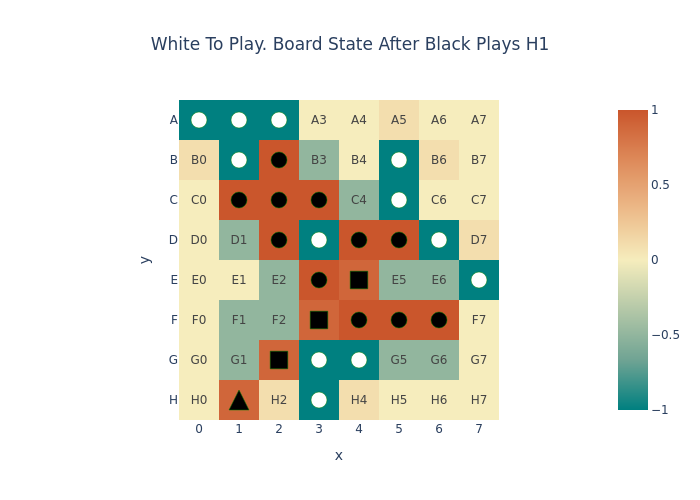 White To Play. Board State After Black Plays H1
A A3 A4 A5 A6 A7
B B0 B3 B4 B6 B7
C C0 C4 C6 C7
D D0 D1 D7
E E0 E1 E2 E5 E6
F F0 F1 F2 F7
G G0 G1 G5 G6 G7
H H0 H2 H4 H5 H6 H7
0 1 2 3 4 5 6 7
x
y
1
0.5
0
−0.5
−1